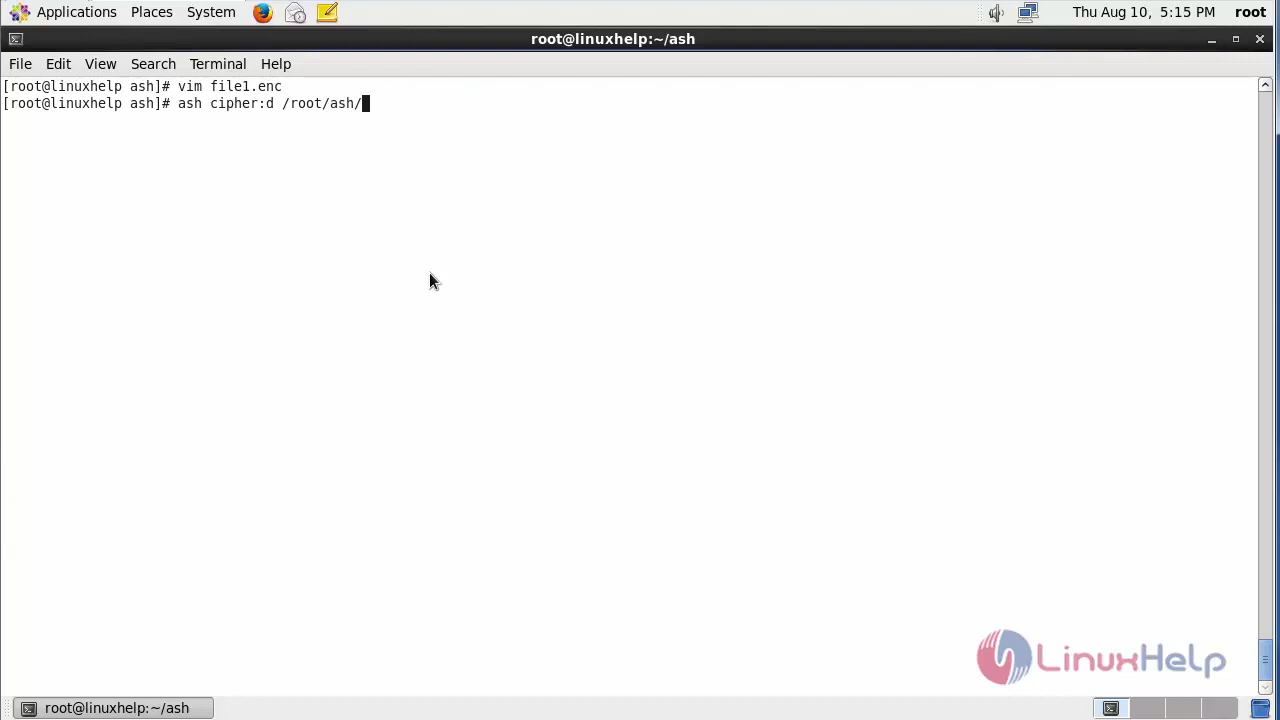 Applications Places System Thu Aug 10, 5:15 PM root
root@linuxhelp:~/ash
File Edit View Search Terminal Help
[root@linuxhelp ash]# vim file1.enc
[root@linuxhelp ash]# ash cipher:d /root/ash/
LinuxHelp
root@linuxhelp:~/ash